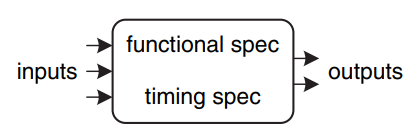 functional spec
inputs
outputs
timing spec